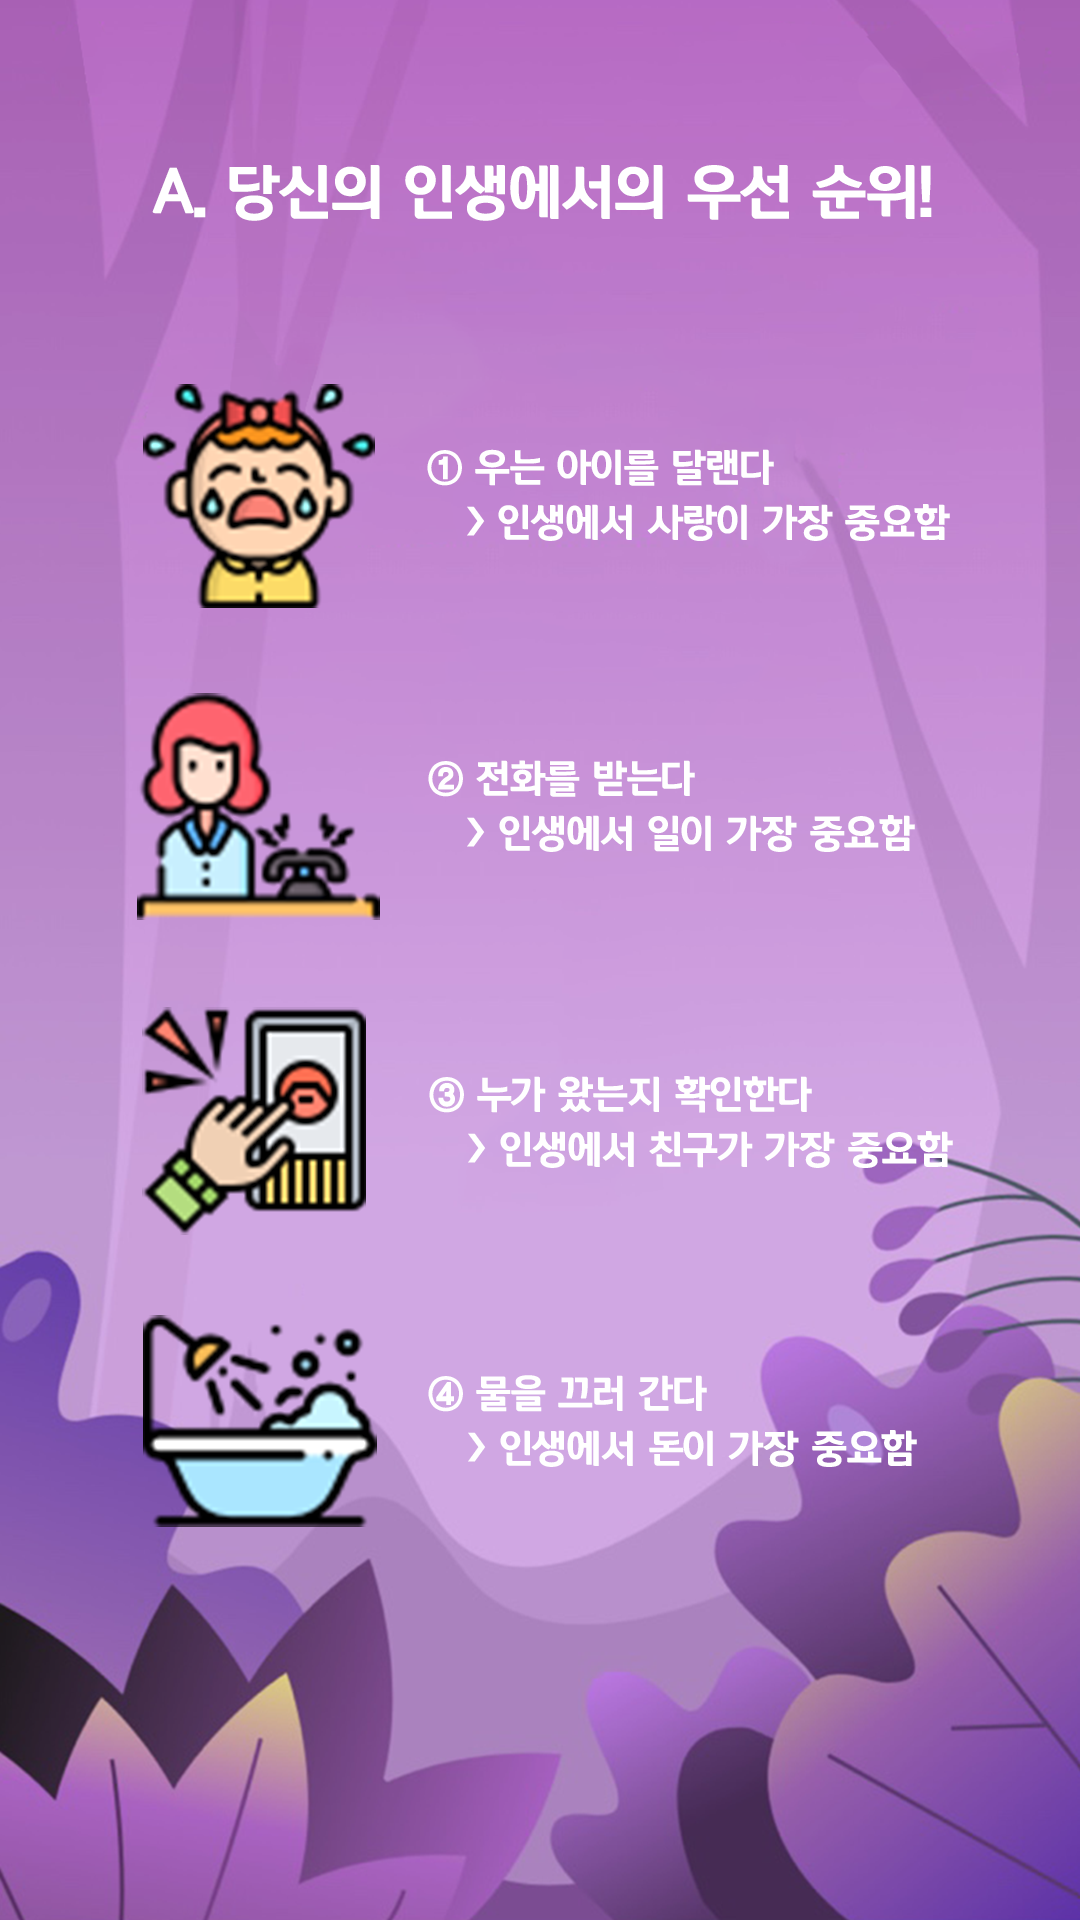 A. 당신의 인생에서의 우선 순위!
① 우는 아이를 달랜다
> 인생에서 사랑이 가장 중요함
② 전화를 받는다
> 인생에서 일이 가장 중요함
③ 누가 왔는지 확인한다
> 인생에서 친구가 가장 중요함
④ 물을 끄러 간다
> 인생에서 돈이 가장 중요함